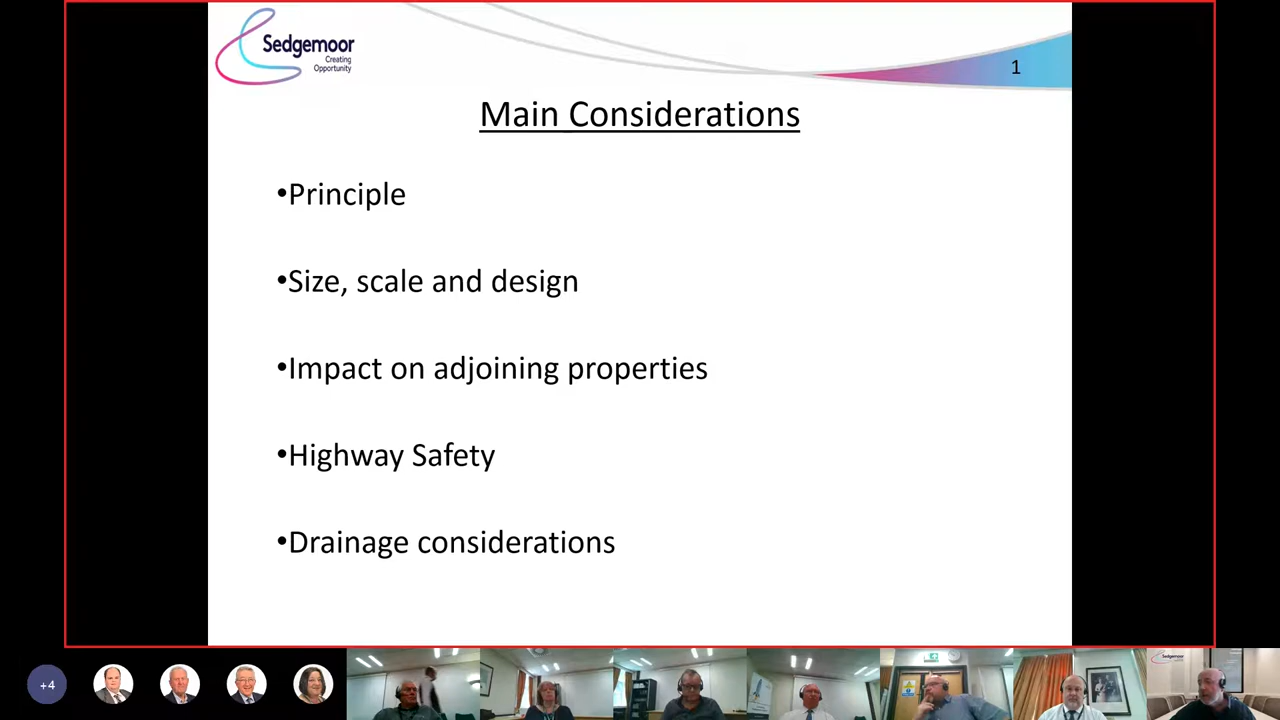 Sedgemoor
Creating
Opportunity
1
Main Considerations
•Principle
•Size, scale and design
•Impact on adjoining properties
•Highway Safety
•Drainage considerations
+4
Sedgemoor